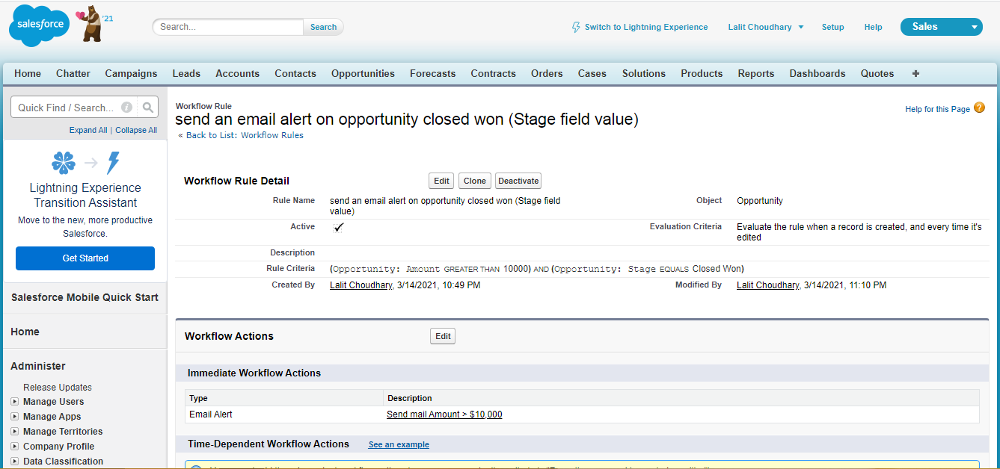 salesforce
'21
Search...
Search
Switch to Lightning Experience
Lalit Choudhary
Setup
Help
Sales
Home Chatter Campaigns Leads Accounts Contacts Opportunities Forecasts Contracts Orders Cases Solutions Products Reports Dashboards Quotes +
Quick Find / Search...
Expand All | Collapse All
Lightning Experience
Transition Assistant
Move to the new, more productive
Salesforce.
Get Started
Salesforce Mobile Quick Start
Home
Administer
Release Updates
Manage Users
Manage Apps
Manage Territories
Company Profile
Data Classification
Workflow Rule
send an email alert on opportunity closed won (Stage field value)
« Back to List: Workflow Rules
Help for this Page ?
Workflow Rule Detail
Edit Clone Deactivate
Rule Name send an email alert on opportunity closed won (Stage field
value)
Object Opportunity
Active
Evaluation Criteria Evaluate the rule when a record is created, and every time it's
edited
Description
Rule Criteria (Opportunity: Amount GREATER THAN 10000) AND (Opportunity: Stage EQUALS Closed Won)
Created By Lalit Choudhary, 3/14/2021, 10:49 PM
Modified By Lalit Choudhary, 3/14/2021, 11:10 PM
Workflow Actions
Edit
Immediate Workflow Actions
Type Description
Email Alert Send mail Amount > $10,000
Time-Dependent Workflow Actions See an example